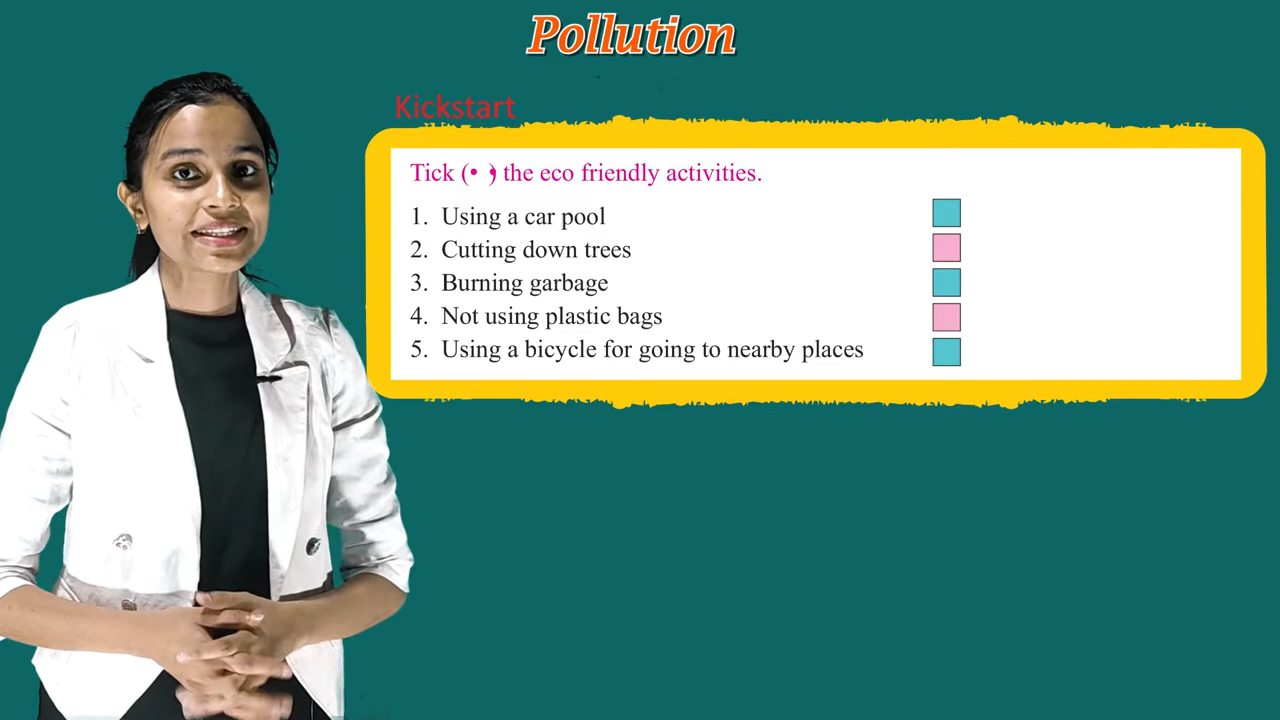 Pollution
Kickstart
Tick (• ) the eco friendly activities.
1. Using a car pool
2. Cutting down trees
3. Burning garbage
4. Not using plastic bags
5. Using a bicycle for going to nearby places